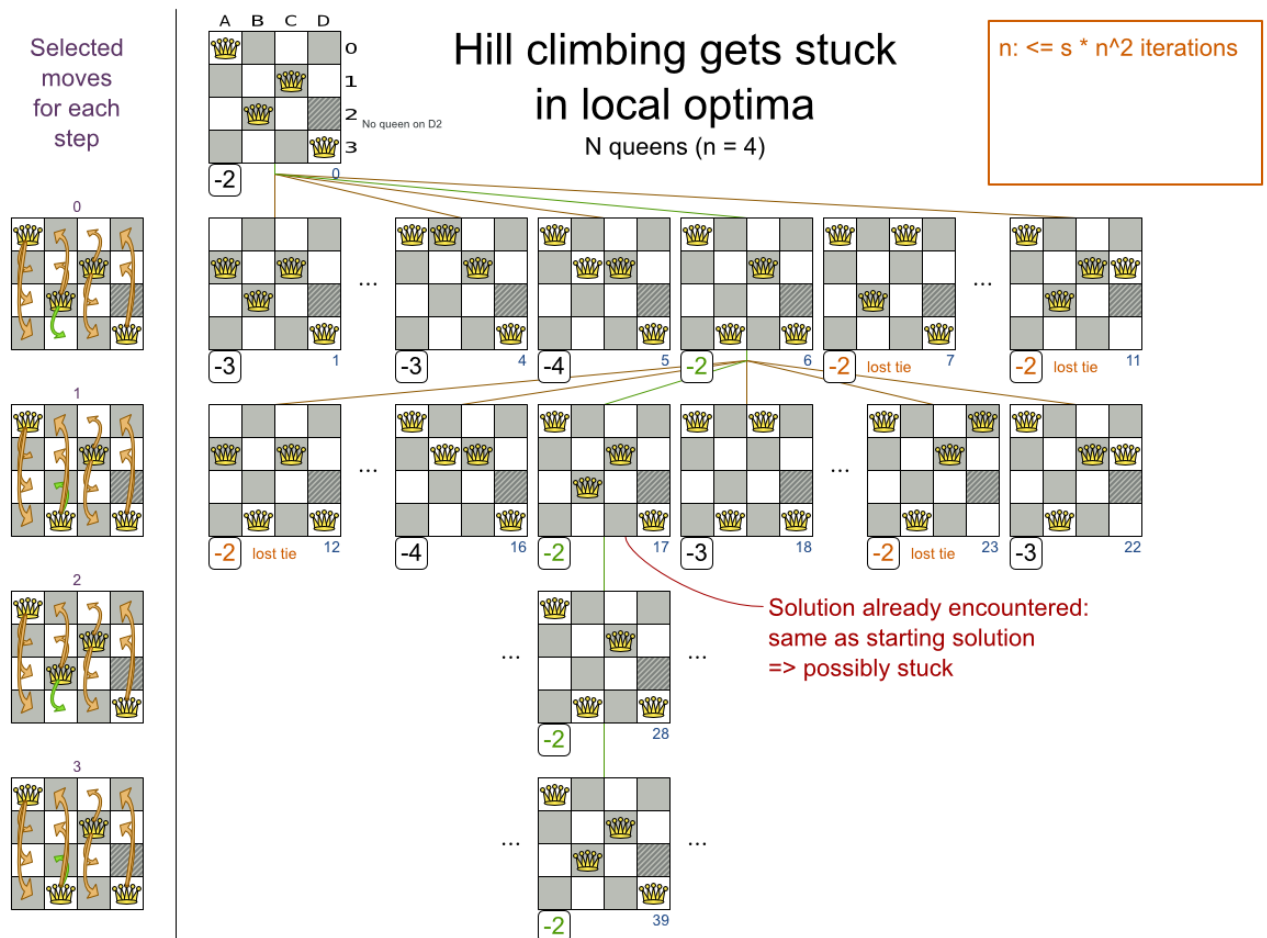 Selected
moves
for each
step
A B C D
0
1
2
No queen on D2
3
-2
0
Hill climbing gets stuck
in local optima
N queens (n = 4)
n: <= s * n^2 iterations
0
-3
1
...
-3
4
-4
5
-2
6
-2
lost tie
7
...
-2
lost tie
11
1
-2
lost tie
12
...
-4
16
-2
17
-3
18
...
-2
lost tie
23
-3
22
2
...
-2
28
...
Solution already encountered:
same as starting solution
=> possibly stuck
3
...
-2
39
...